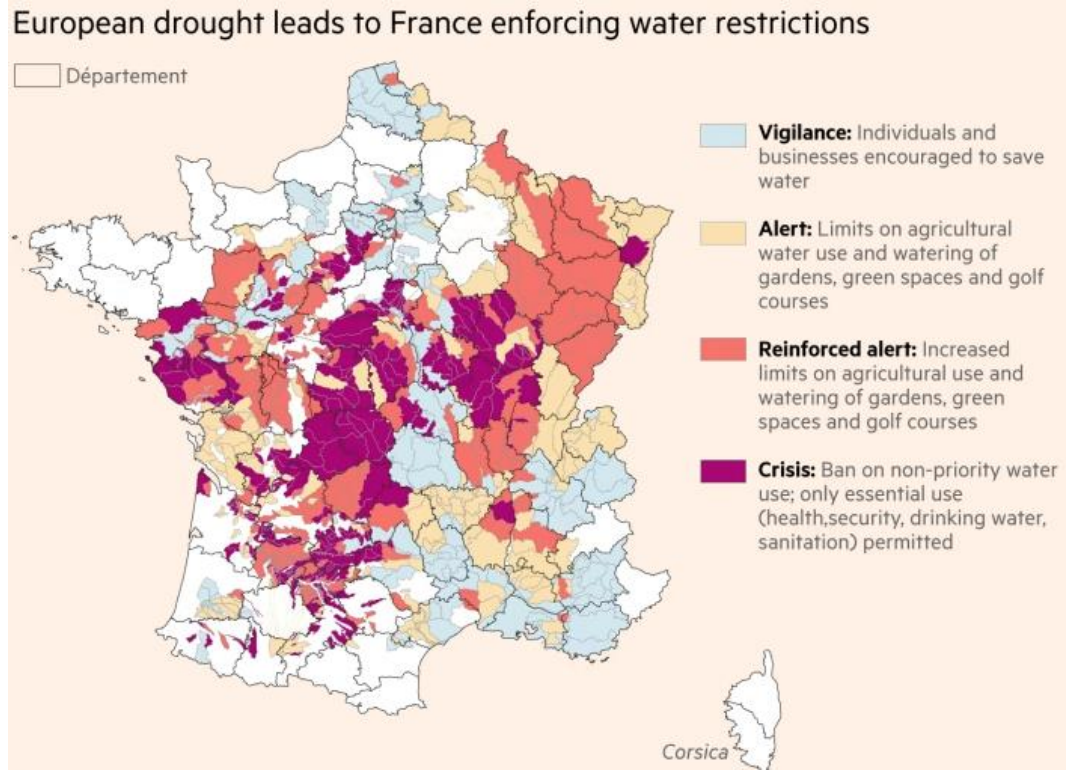 European drought leads to France enforcing water restrictions
Département
Vigilance: Individuals and
businesses encouraged to save
water
Alert: Limits on agricultural
water use and watering of
gardens, green spaces and golf
courses
Reinforced alert: Increased
limits on agricultural use and
watering of gardens, green
spaces and golf courses
Crisis: Ban on non-priority water
use; only essential use
(health,security, drinking water,
sanitation) permitted
Corsica